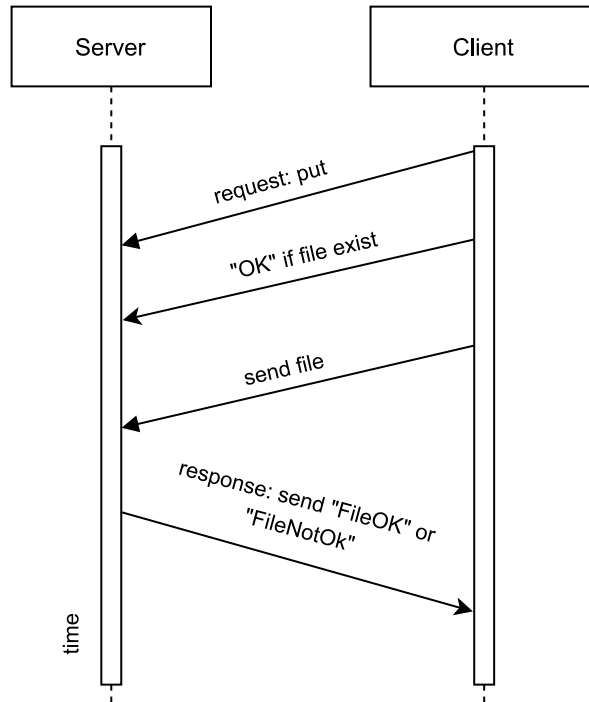 Server
Client
request: put
"OK" if file exist
send file
response: send "FileOK" or
"FileNotOk"
time